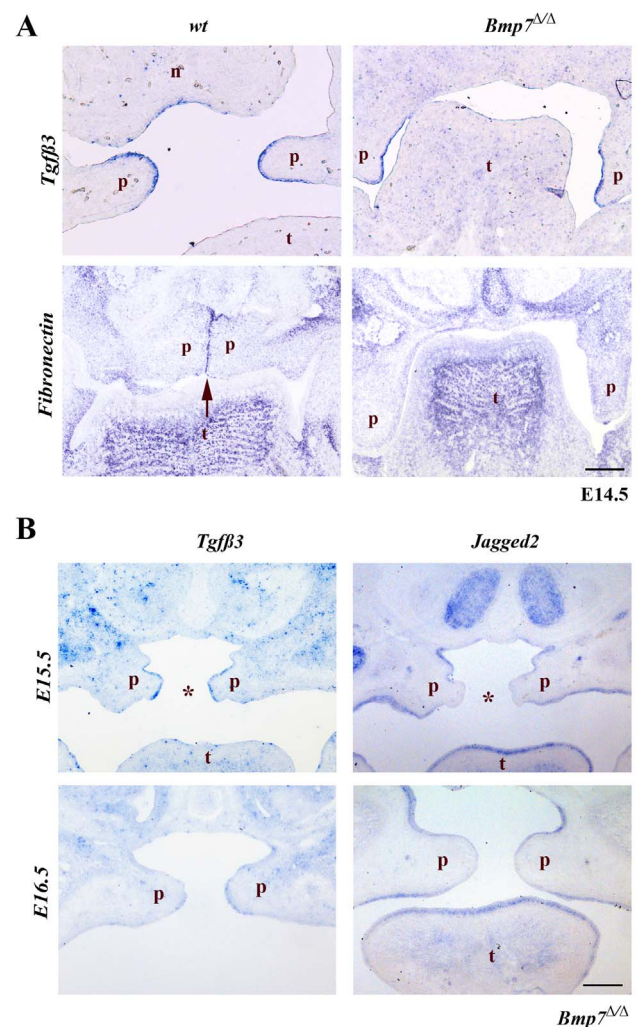 A
wt Bmp7Δ/Δ
Tgfβ3
n
p p
t
p t p
Fibronectin
p p
t
p t p
E14.5
B
Tgfβ3 Jagged2
E15.5
p * p
t
p * p
t
E16.5
p p
p p
t
Bmp7Δ/Δ